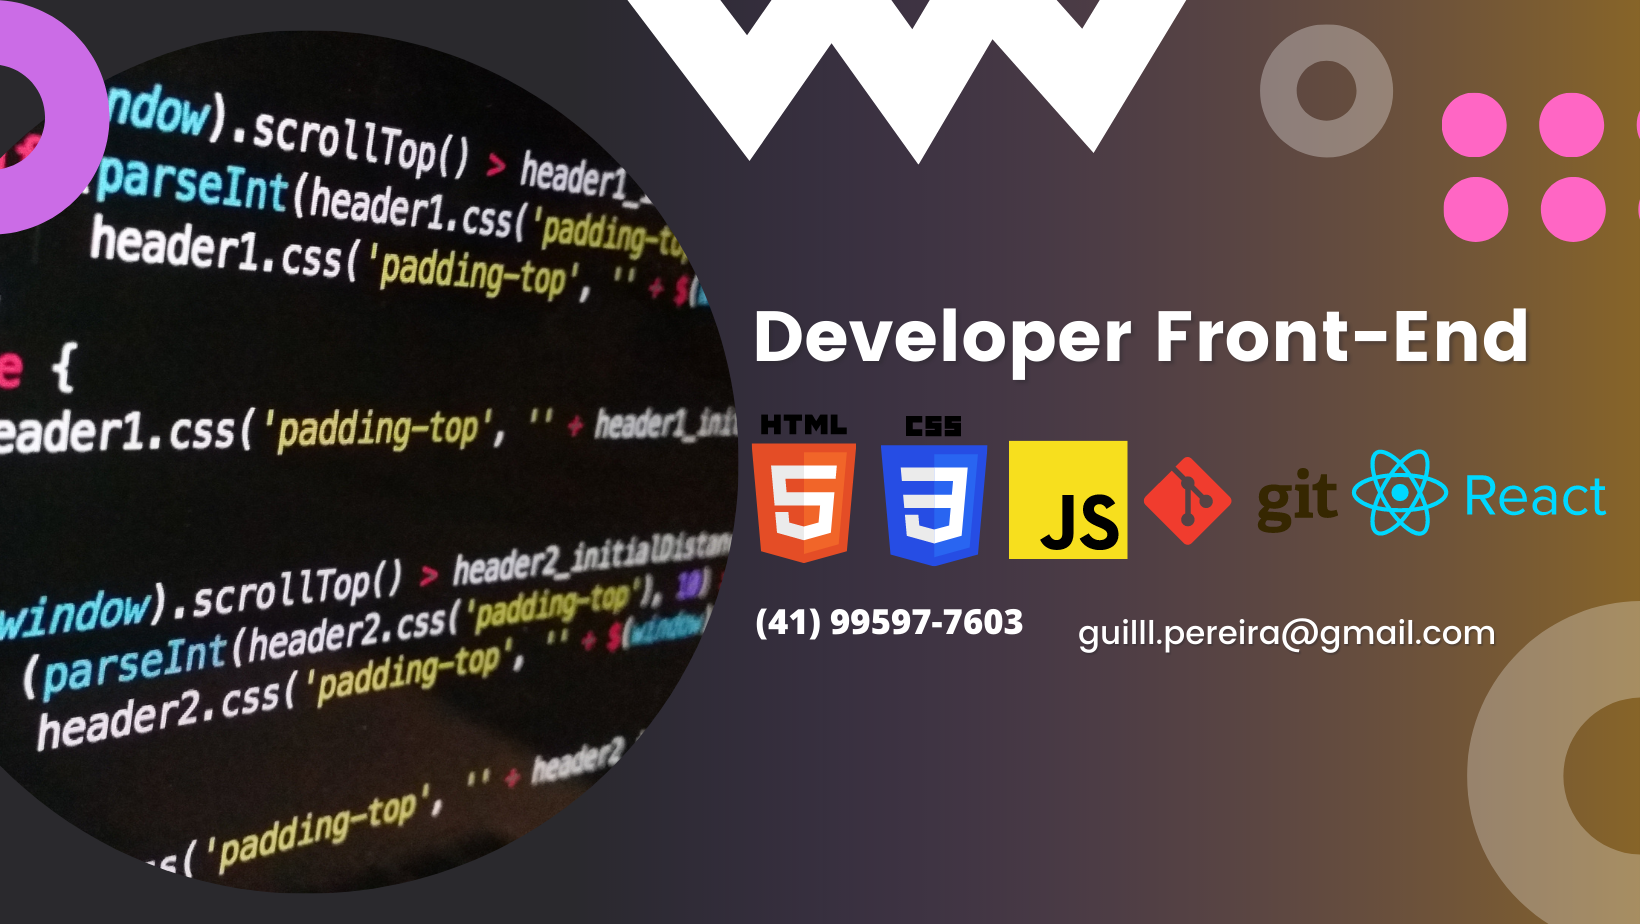 ndow).scrollTop() > header1_
(parseInt(header1.css('padding-to
header1.css('padding-top', '' + $(
e {
eader1.css('padding-top', '' + header1_init
window).scrollTop() > header2_initialDistan
(parseInt(header2.css('padding-top'), 10)
header2.css('padding-top', '' + $(window)
'' + header2_
ss('padding-top',
Developer Front-End
HTML CSS
5 3 JS git React
(41) 99597-7603
guilll.pereira@gmail.com